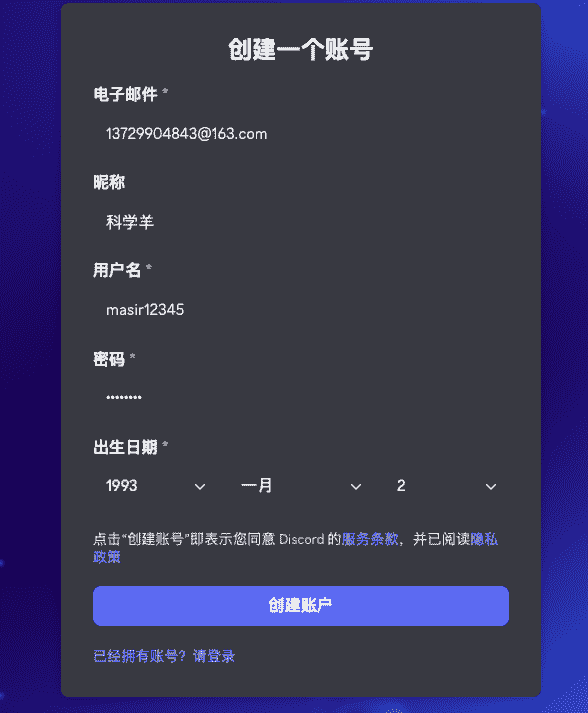 创建一个账号
电子邮件 *
13729904843@163.com
昵称
科学羊
用户名 *
masir12345
密码 *
••••••••
出生日期 *
1993 一月 2
点击“创建账号”即表示您同意 Discord 的服务条款，并已阅读隐私
政策
创建账户
已经拥有账号？请登录